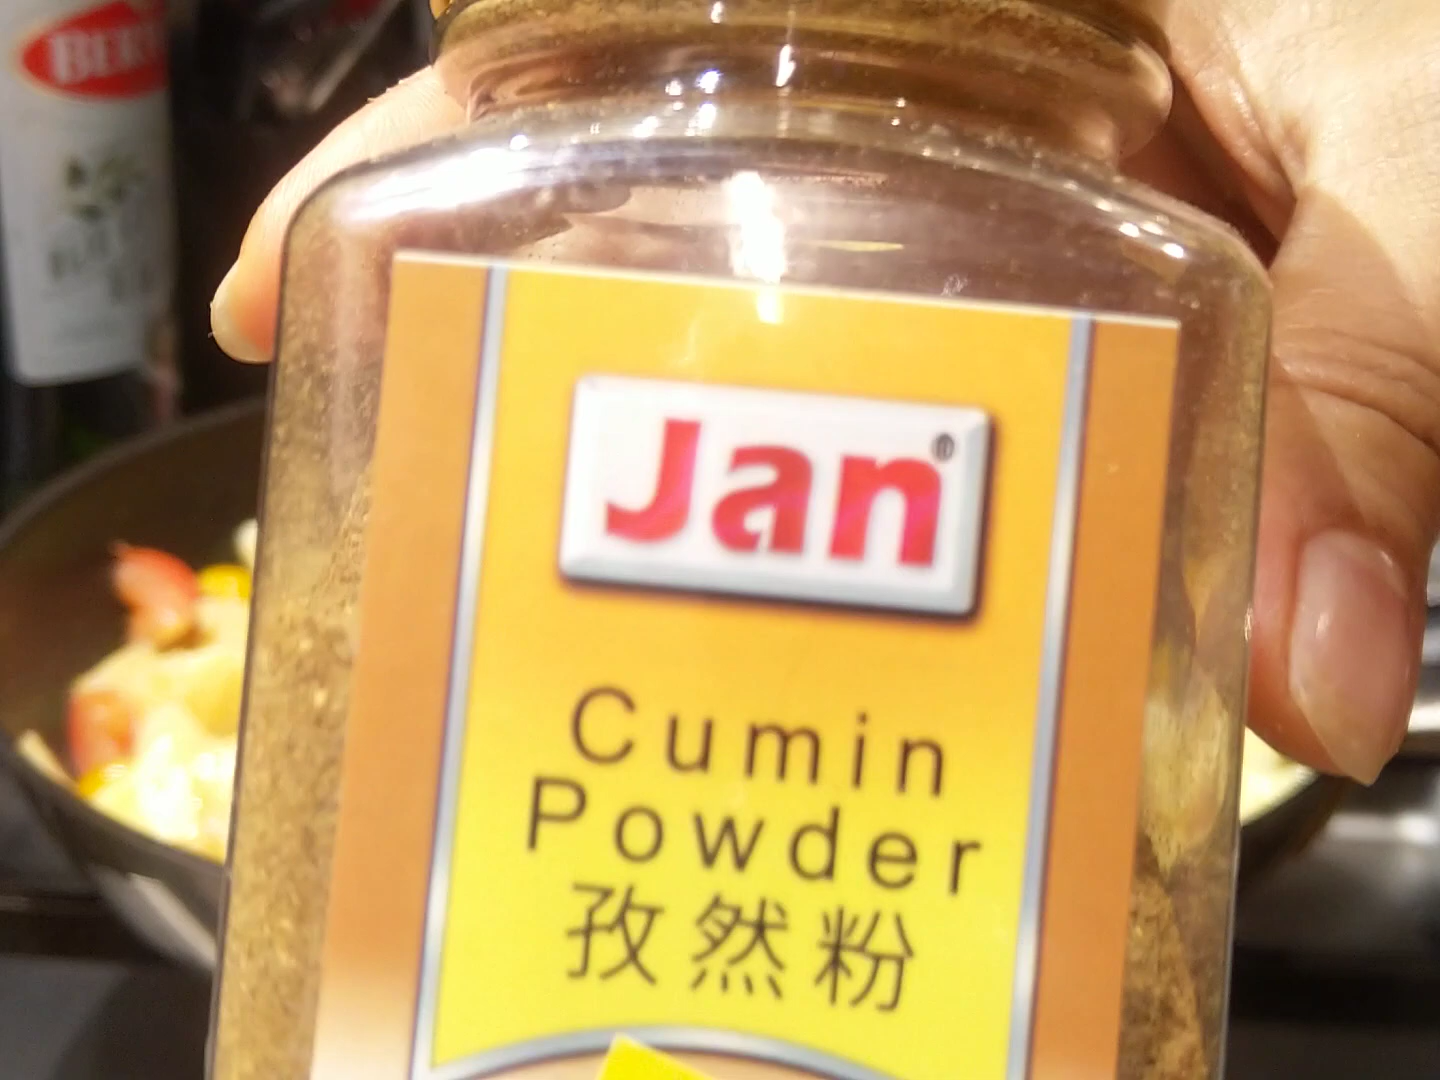 Jan®
Cumin
Powder
孜然粉